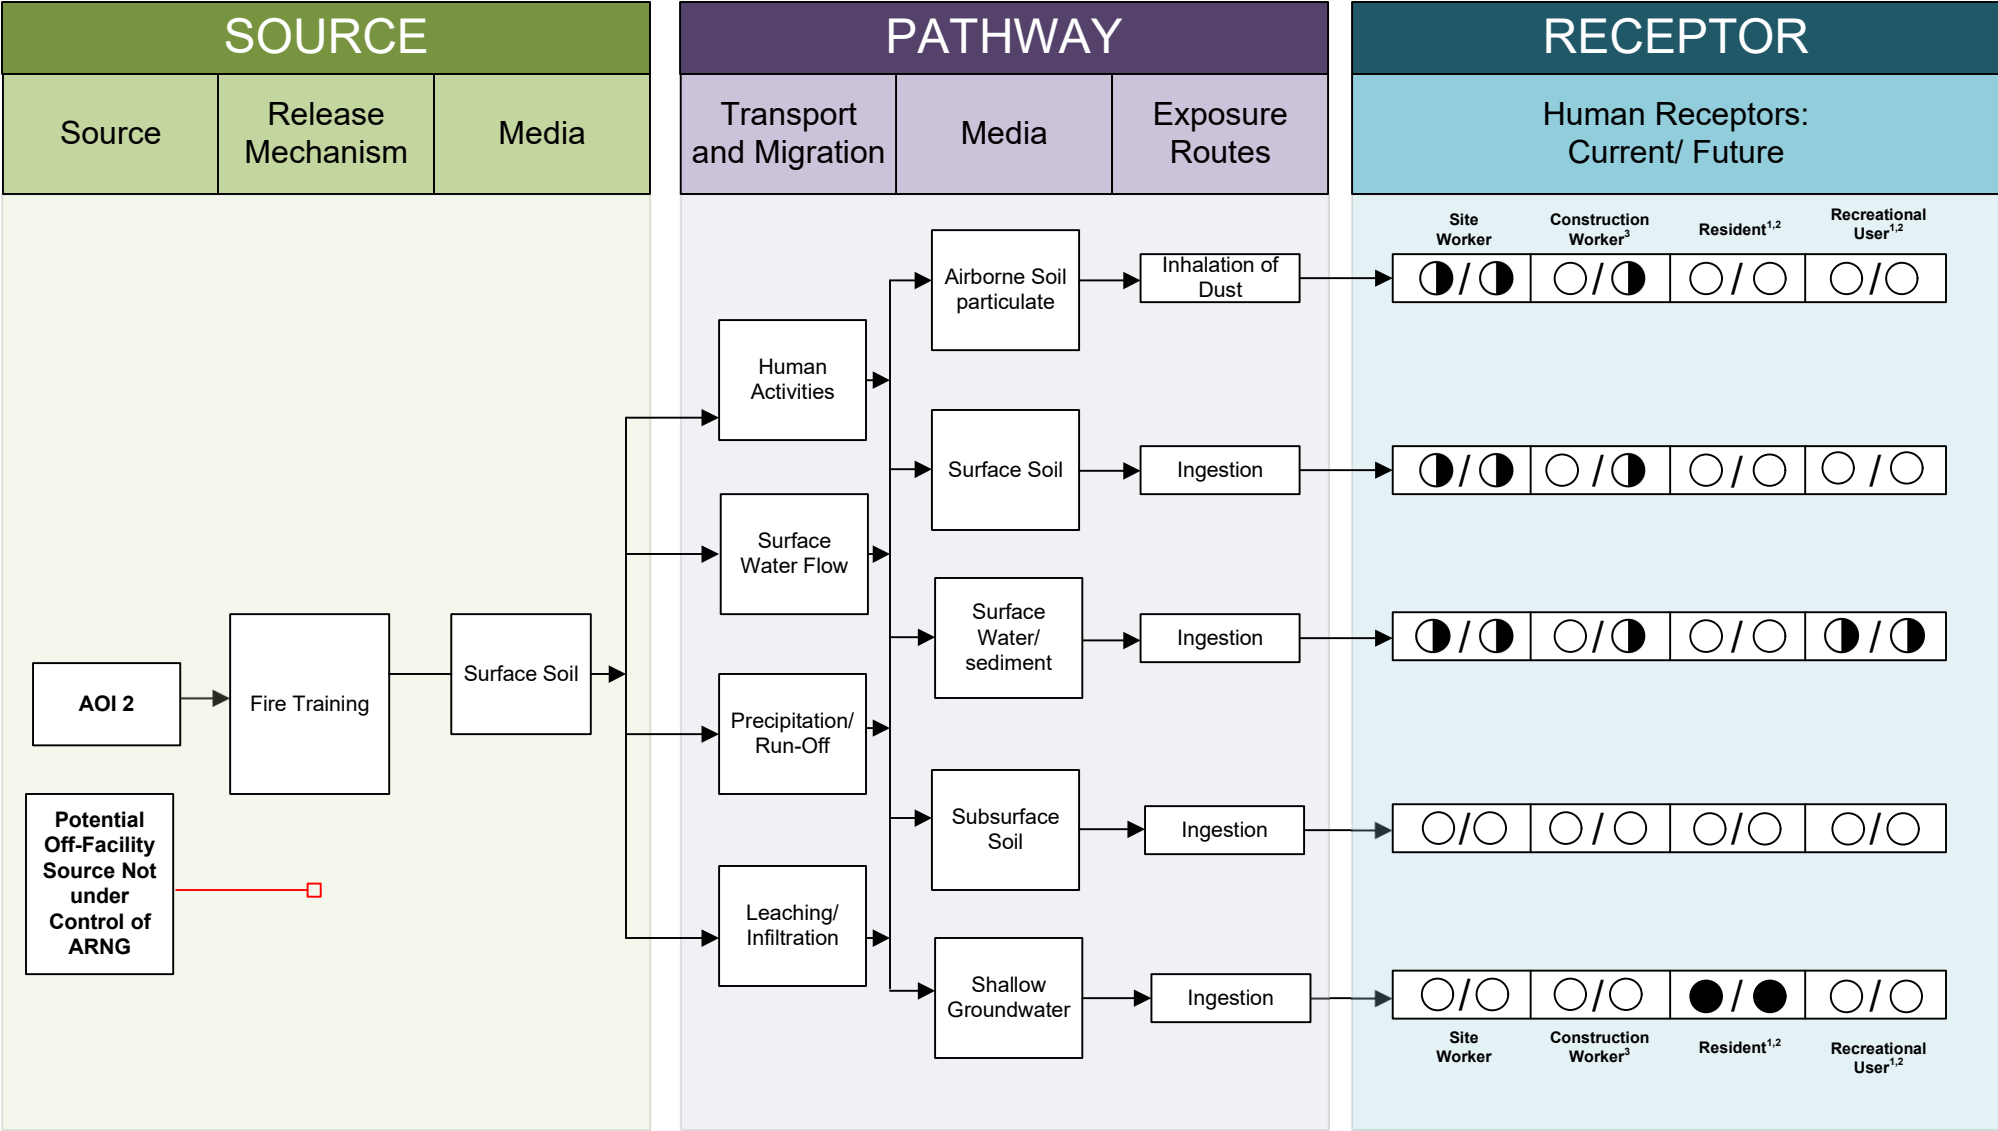 SOURCE
PATHWAY
RECEPTOR
Source
Release
Mechanism
Media
Transport
and Migration
Media
Exposure
Routes
Human Receptors:
Current/ Future
Site
Worker
Construction
Worker3
Resident1,2
Recreational
User1,2
Airborne Soil
particulate
Inhalation of
Dust
/
/
/
/
Human
Activities
Surface Soil
Ingestion
/
/
/
/
Surface
Water Flow
Surface
Water/
sediment
Ingestion
/
/
/
/
AOI 2
Fire Training
Surface Soil
Precipitation/
Run-Off
Subsurface
Soil
Ingestion
/
/
/
/
Potential
Off-Facility
Source Not
under
Control of
ARNG
Leaching/
Infiltration
Shallow
Groundwater
Ingestion
/
/
/
/
Site
Worker
Construction
Worker3
Resident1,2
Recreational
User1,2